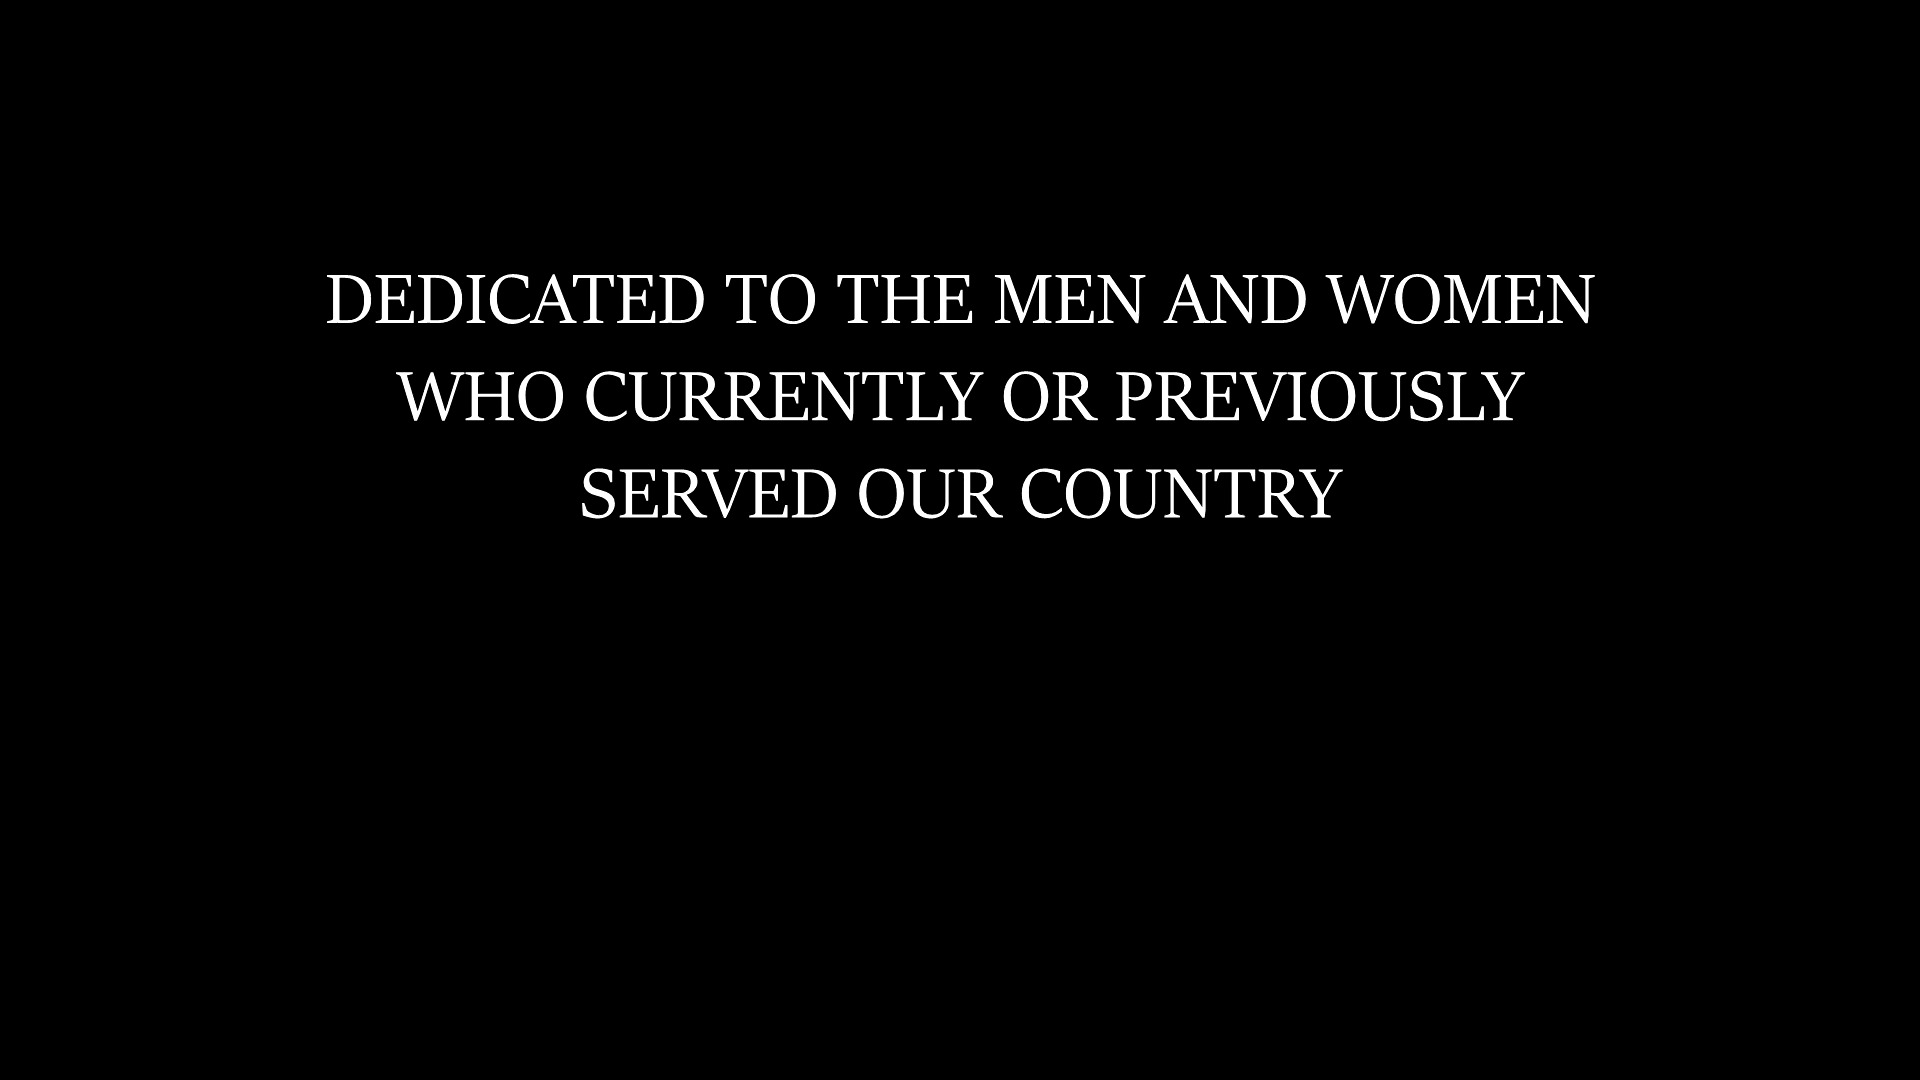 DEDICATED TO THE MEN AND WOMEN
WHO CURRENTLY OR PREVIOUSLY
SERVED OUR COUNTRY